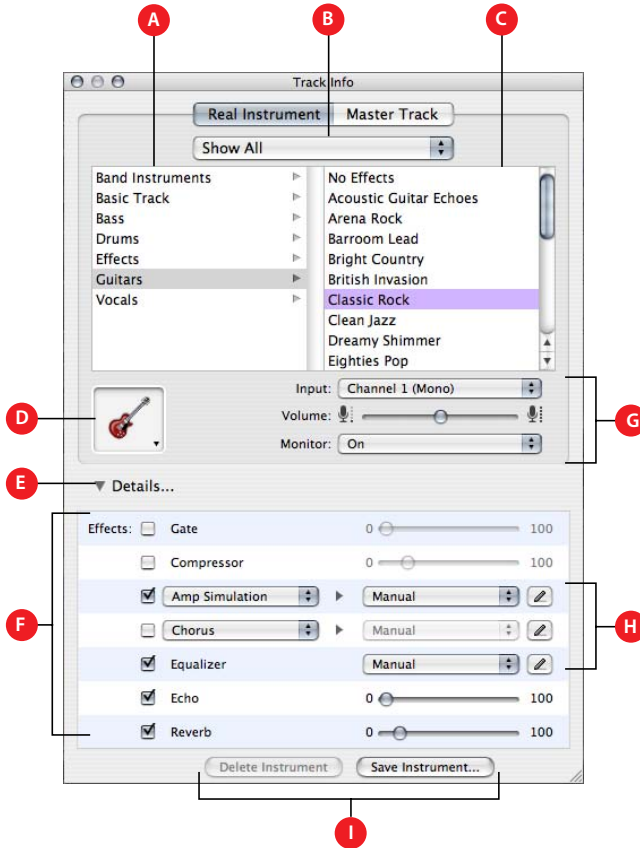 A
B
C
Track Info
Real Instrument Master Track
Show All
Band Instruments
Basic Track
Bass
Drums
Effects
Guitars
Vocals
No Effects
Acoustic Guitar Echoes
Arena Rock
Barroom Lead
Bright Country
British Invasion
Classic Rock
Clean Jazz
Dreamy Shimmer
Eighties Pop
D
Input: Channel 1 (Mono)
Volume:
Monitor: On
G
E
Details...
Effects: Gate 0 100
Compressor 0 100
Amp Simulation Manual
Chorus Manual
Equalizer Manual
Echo 0 100
Reverb 0 100
F
H
Delete Instrument Save Instrument...
I